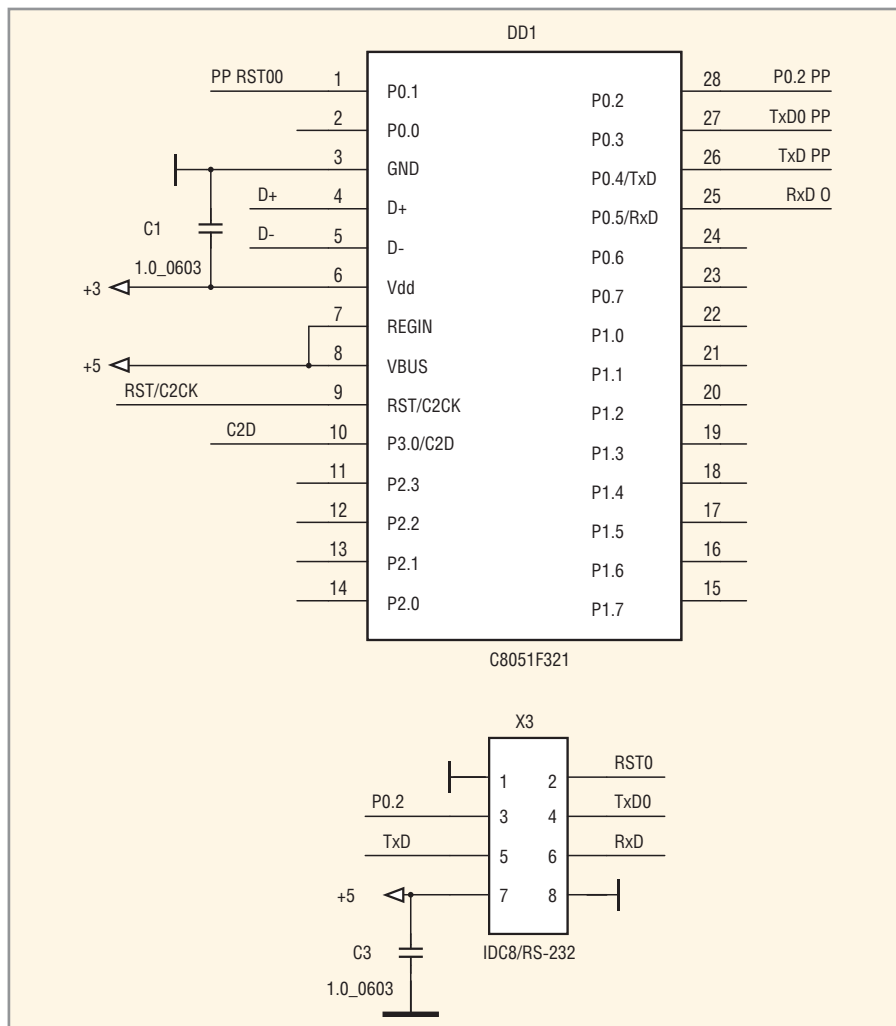 DD1
PP RST00 1 P0.1 P0.2 28 P0.2 PP
2 P0.0 P0.3 27 TxD0 PP
3 GND P0.4/TxD 26 TxD PP
D+ 4 D+ P0.5/RxD 25 RxD O
C1 D- 5 D- P0.6 24
1.0_0603
+3 6 Vdd P0.7 23
7 REGIN P1.0 22
+5 8 VBUS P1.1 21
RST/C2CK 9 RST/C2CK P1.2 20
C2D 10 P3.0/C2D P1.3 19
11 P2.3 P1.4 18
12 P2.2 P1.5 17
13 P2.1 P1.6 16
14 P2.0 P1.7 15
C8051F321
X3
1 2 RST0
P0.2 3 4 TxD0
TxD 5 6 RxD
+5 7 8
C3 IDC8/RS-232
1.0_0603